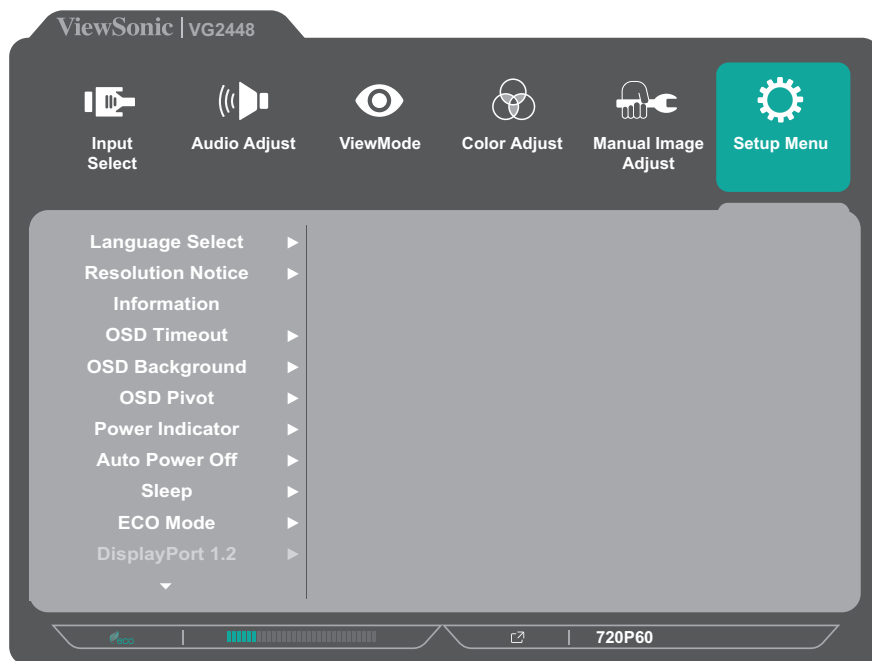 ViewSonic | VG2448
Input Select
Audio Adjust
ViewMode
Color Adjust
Manual Image Adjust
Setup Menu
Language Select
Resolution Notice
Information
OSD Timeout
OSD Background
OSD Pivot
Power Indicator
Auto Power Off
Sleep
ECO Mode
DisplayPort 1.2
eco | 720P60